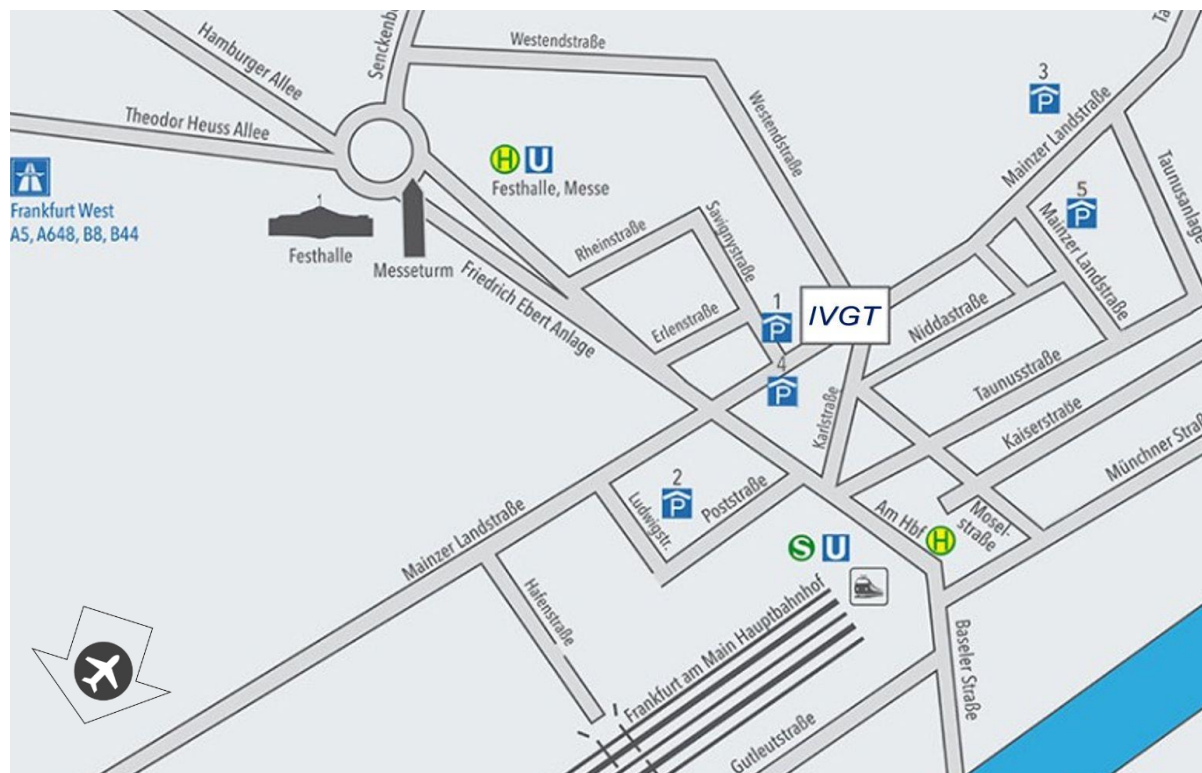 Hamburger Allee
Senckenb
Westendstraße
Ta
Theodor Heuss Allee
Westendstraße
3
P
Mainzer Landstraße
Taunusanlage
H U
Festhalle, Messe
Frankfurt West
A5, A648, B8, B44
1
Festhalle
Messeturm
Rheinstraße
Savignystraße
5
P
Mainzer Landstraße
Friedrich Ebert Anlage
Erlenstraße
1
P
IVGT
Niddastraße
4
P
Taunusstraße
Karlstraße
Kaiserstraße
Münchner Straß
2
P
Ludwigstr.
Poststraße
Mainzer Landstraße
Am Hbf
H
Mosel-
straße
S U
Hafenstraße
Frankfurt am Main Hauptbahnhof
Baseler Straße
Gutleutstraße